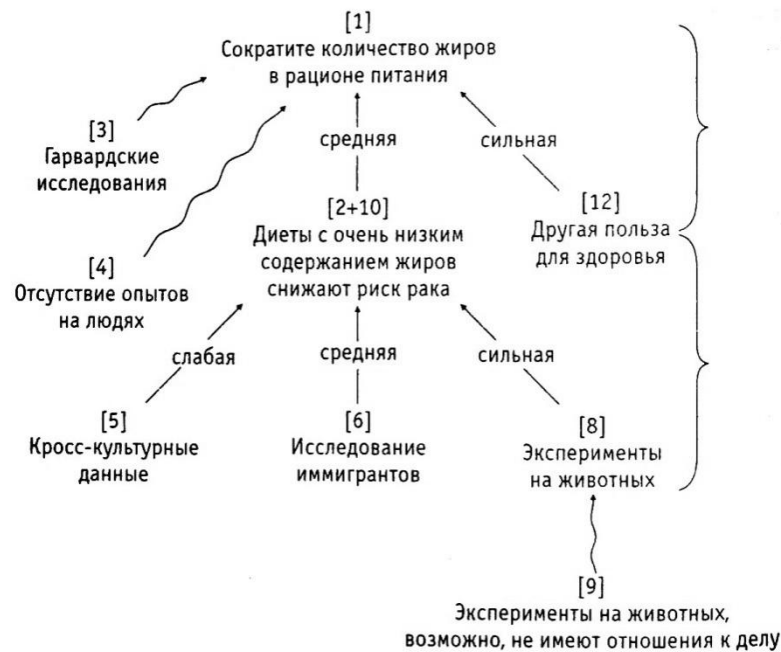 [1]
Сократите количество жиров
в рационе питания
[3]
Гарвардские
исследования
средняя
сильная
[2+10]
Диеты с очень низким
содержанием жиров
снижают риск рака
[12]
Другая польза
для здоровья
[4]
Отсутствие опытов
на людях
слабая
средняя
сильная
[5]
Кросс-культурные
данные
[6]
Исследование
иммигрантов
[8]
Эксперименты
на животных
[9]
Эксперименты на животных,
возможно, не имеют отношения к делу